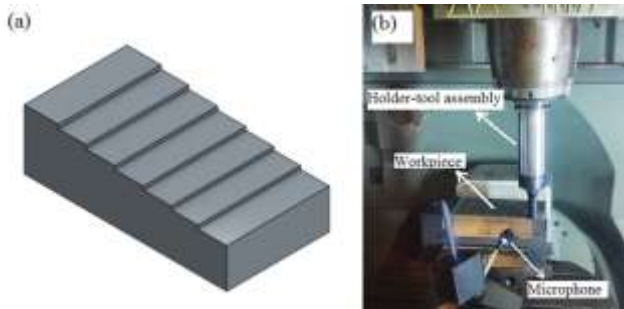 (a)
(b)
Holder-tool assembly
Workpiece
Microphone